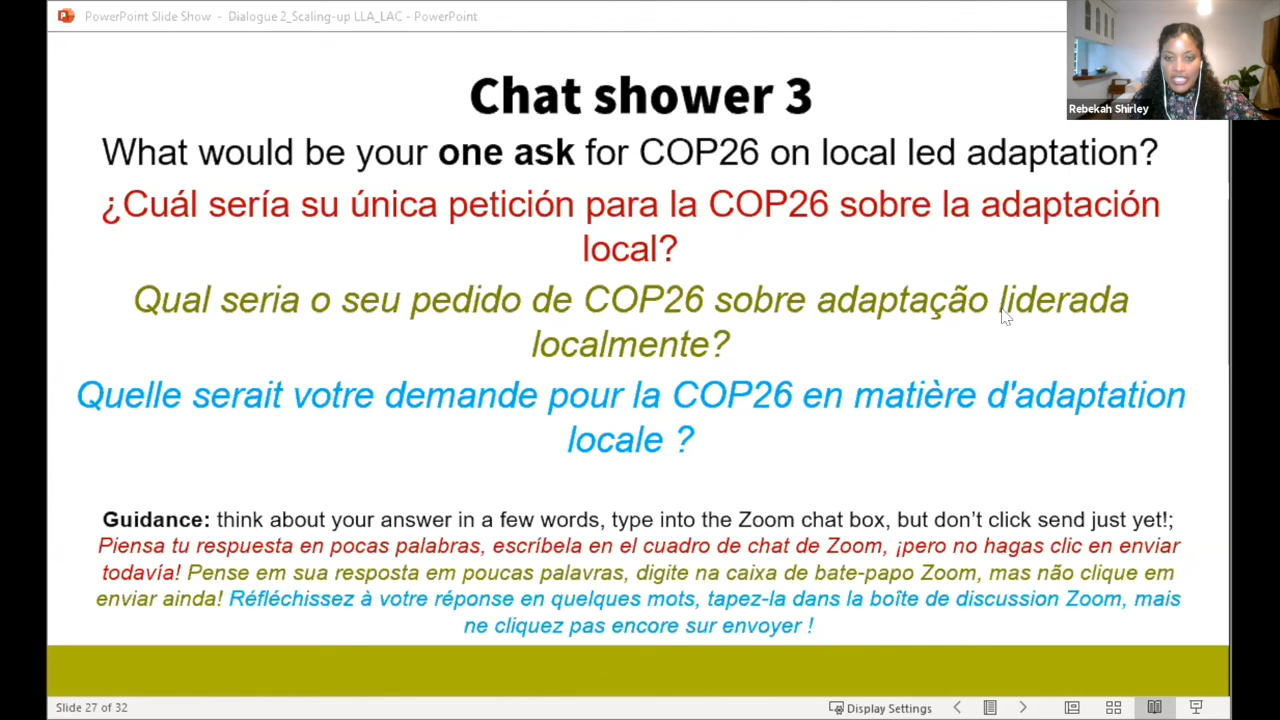 PowerPoint Slide Show - Dialogue 2_Scaling-up LLA_LAC - PowerPoint
Rebekah Shirley
Chat shower 3
What would be your one ask for COP26 on local led adaptation?
¿Cuál sería su única petición para la COP26 sobre la adaptación
local?
Qual seria o seu pedido de COP26 sobre adaptação liderada
localmente?
Quelle serait votre demande pour la COP26 en matière d'adaptation
locale ?
Guidance: think about your answer in a few words, type into the Zoom chat box, but don’t click send just yet!;
Piensa tu respuesta en pocas palabras, escríbela en el cuadro de chat de Zoom, ¡pero no hagas clic en enviar
todavía! Pense em sua resposta em poucas palavras, digite na caixa de bate-papo Zoom, mas não clique em
enviar ainda! Réfléchissez à votre réponse en quelques mots, tapez-la dans la boîte de discussion Zoom, mais
ne cliquez pas encore sur envoyer !
Slide 27 of 32
Display Settings